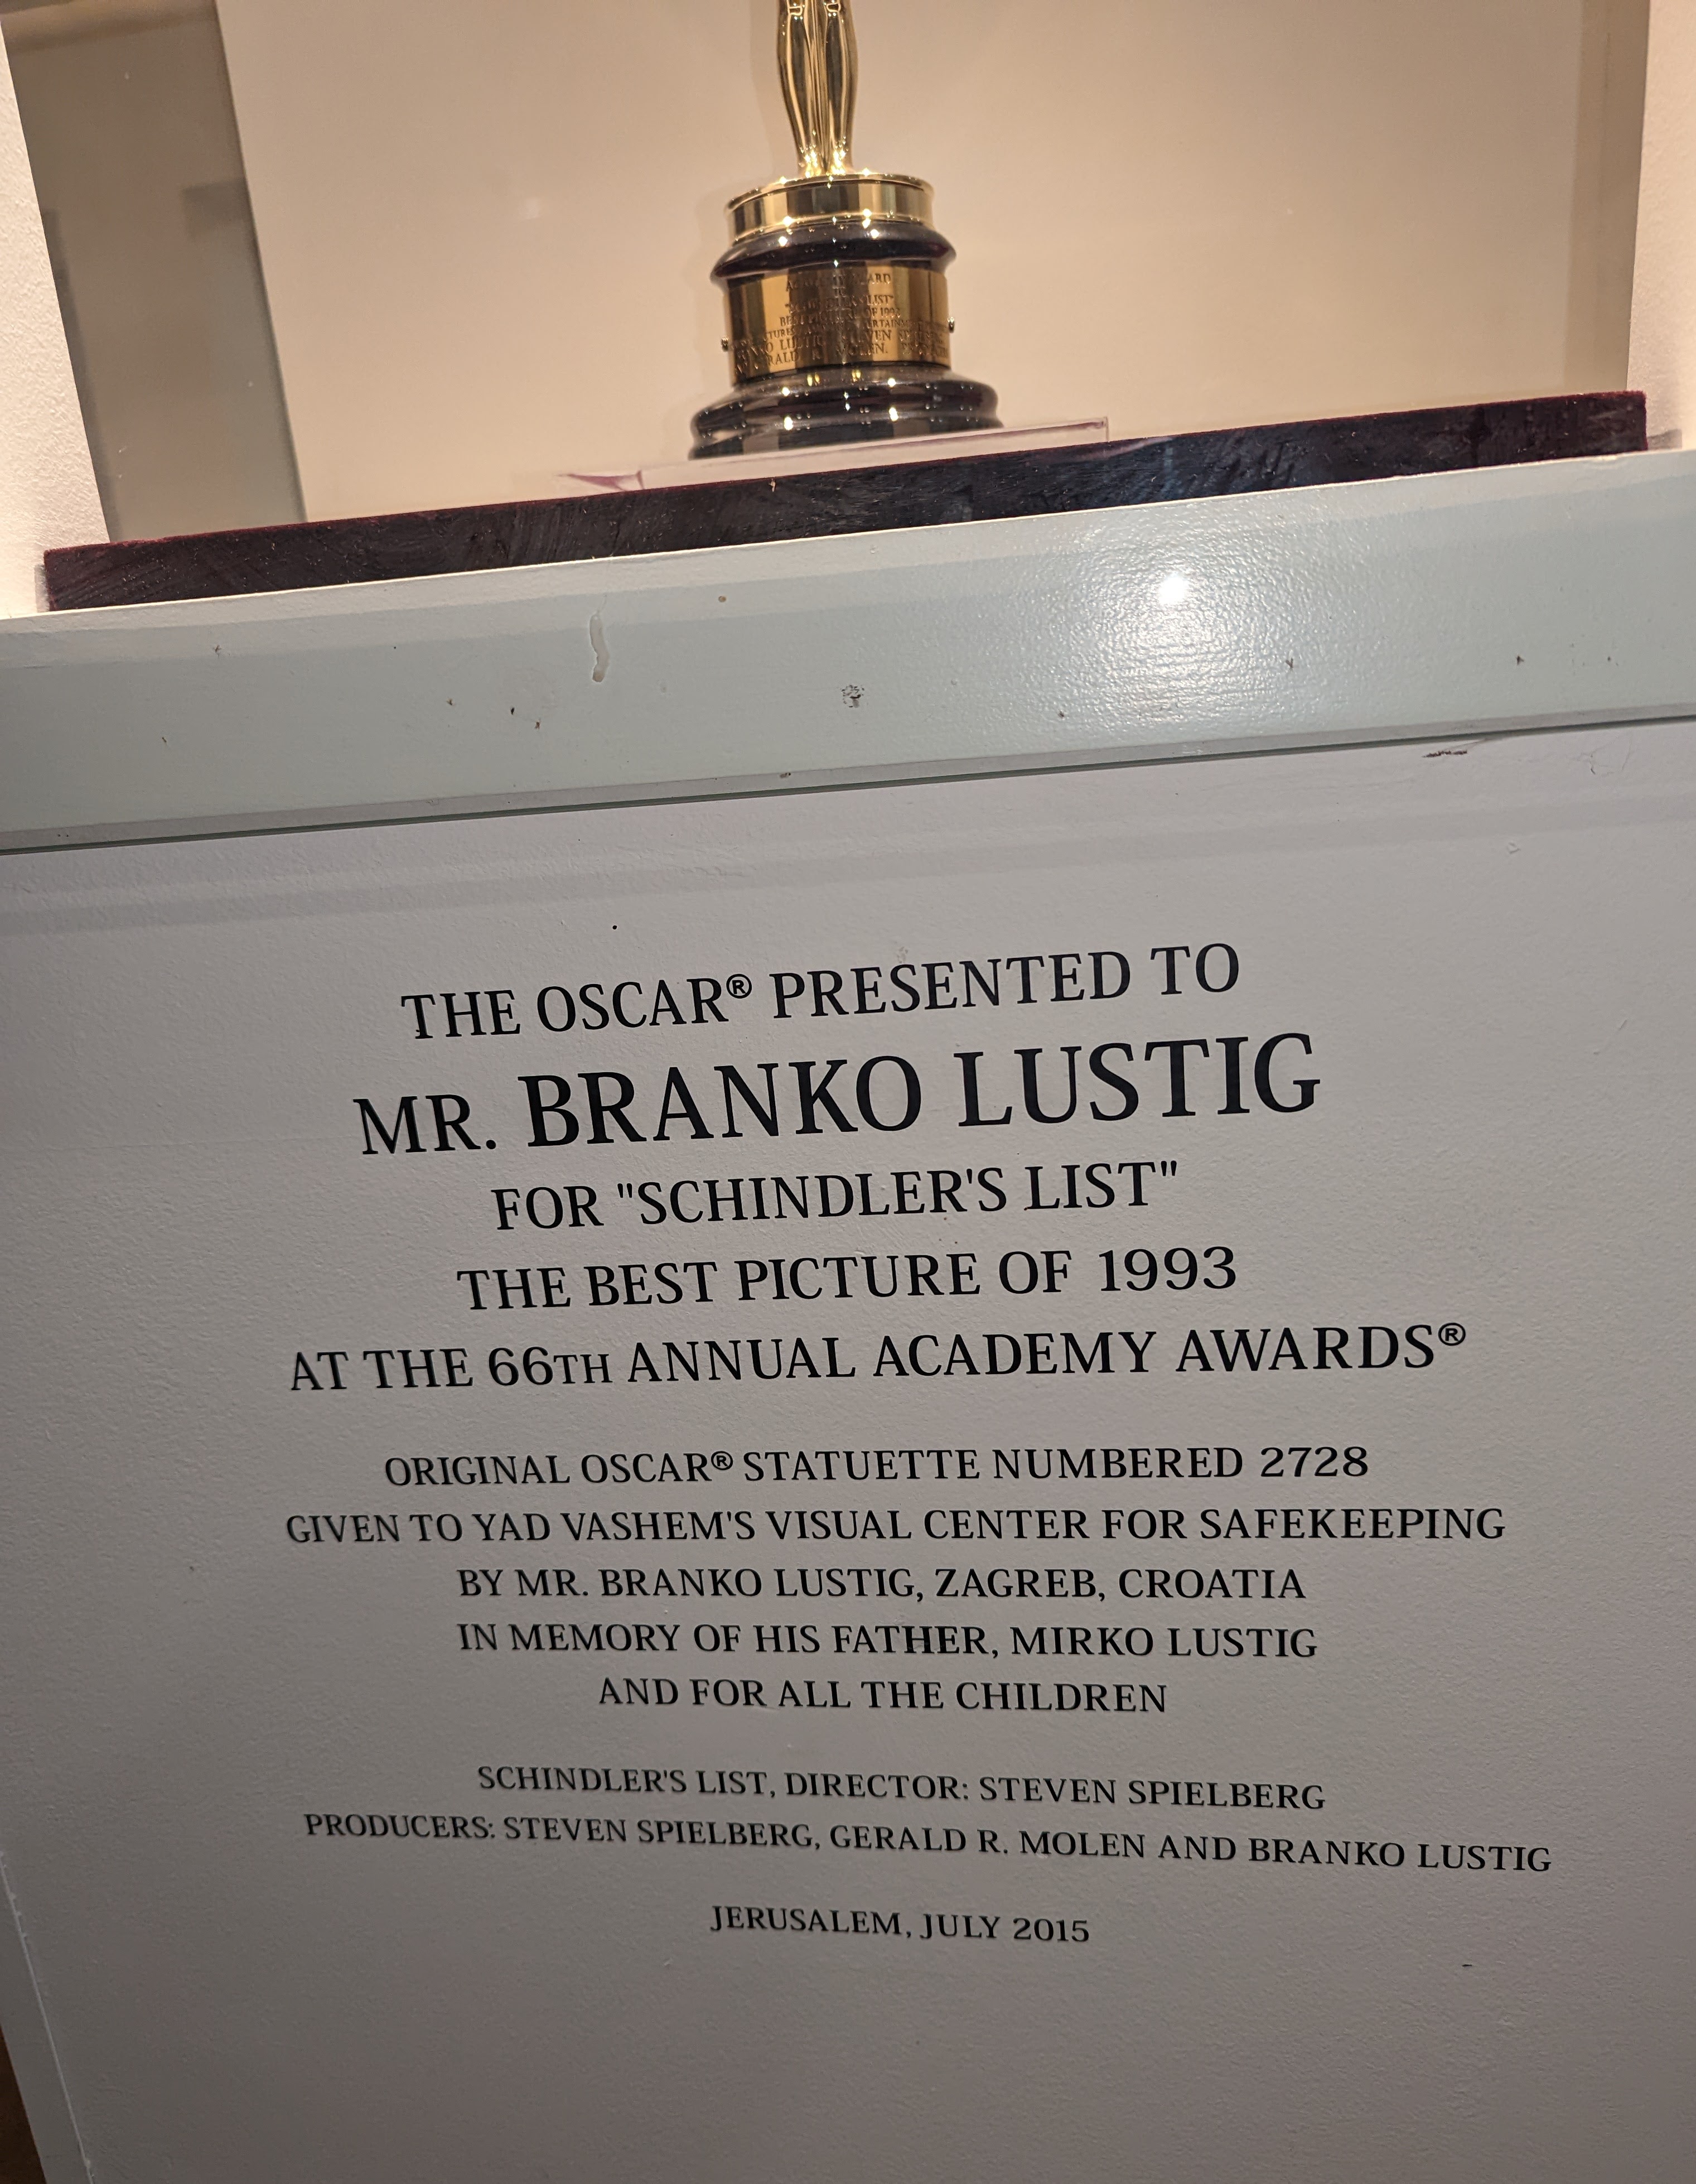 LIST"
THE OSCAR® PRESENTED TO
MR. BRANKO LUSTIG
FOR "SCHINDLER'S LIST"
THE BEST PICTURE OF 1993
AT THE 66TH ANNUAL ACADEMY AWARDS®
ORIGINAL OSCAR® STATUETTE NUMBERED 2728
GIVEN TO YAD VASHEM'S VISUAL CENTER FOR SAFEKEEPING
BY MR. BRANKO LUSTIG, ZAGREB, CROATIA
IN MEMORY OF HIS FATHER, MIRKO LUSTIG
AND FOR ALL THE CHILDREN
SCHINDLER'S LIST, DIRECTOR: STEVEN SPIELBERG
PRODUCERS: STEVEN SPIELBERG, GERALD R. MOLEN AND BRANKO LUSTIG
JERUSALEM, JULY 2015